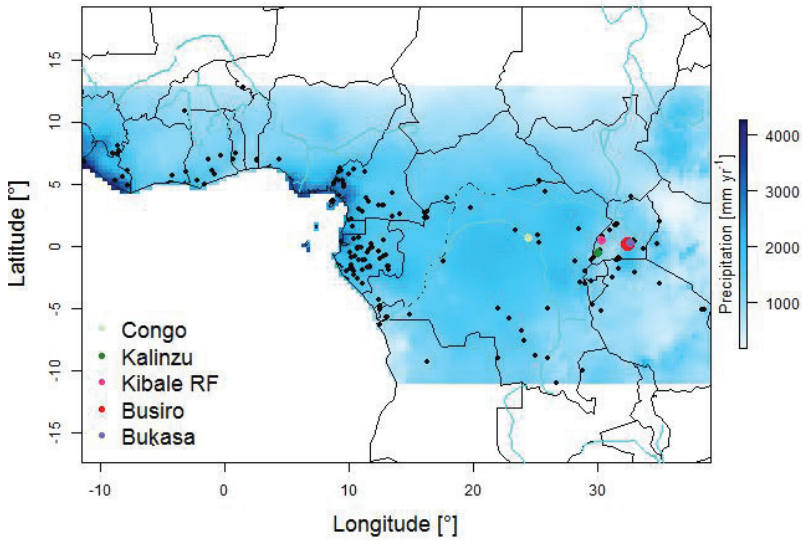 15
10
5
0
-5
-10
-15
Latitude [°]
Congo
Kalinzu
Kibale RF
Busiro
Bukasa
-10
0
10
20
30
Longitude [°]
4000
3000
2000
1000
Precipitation [mm yr⁻¹]